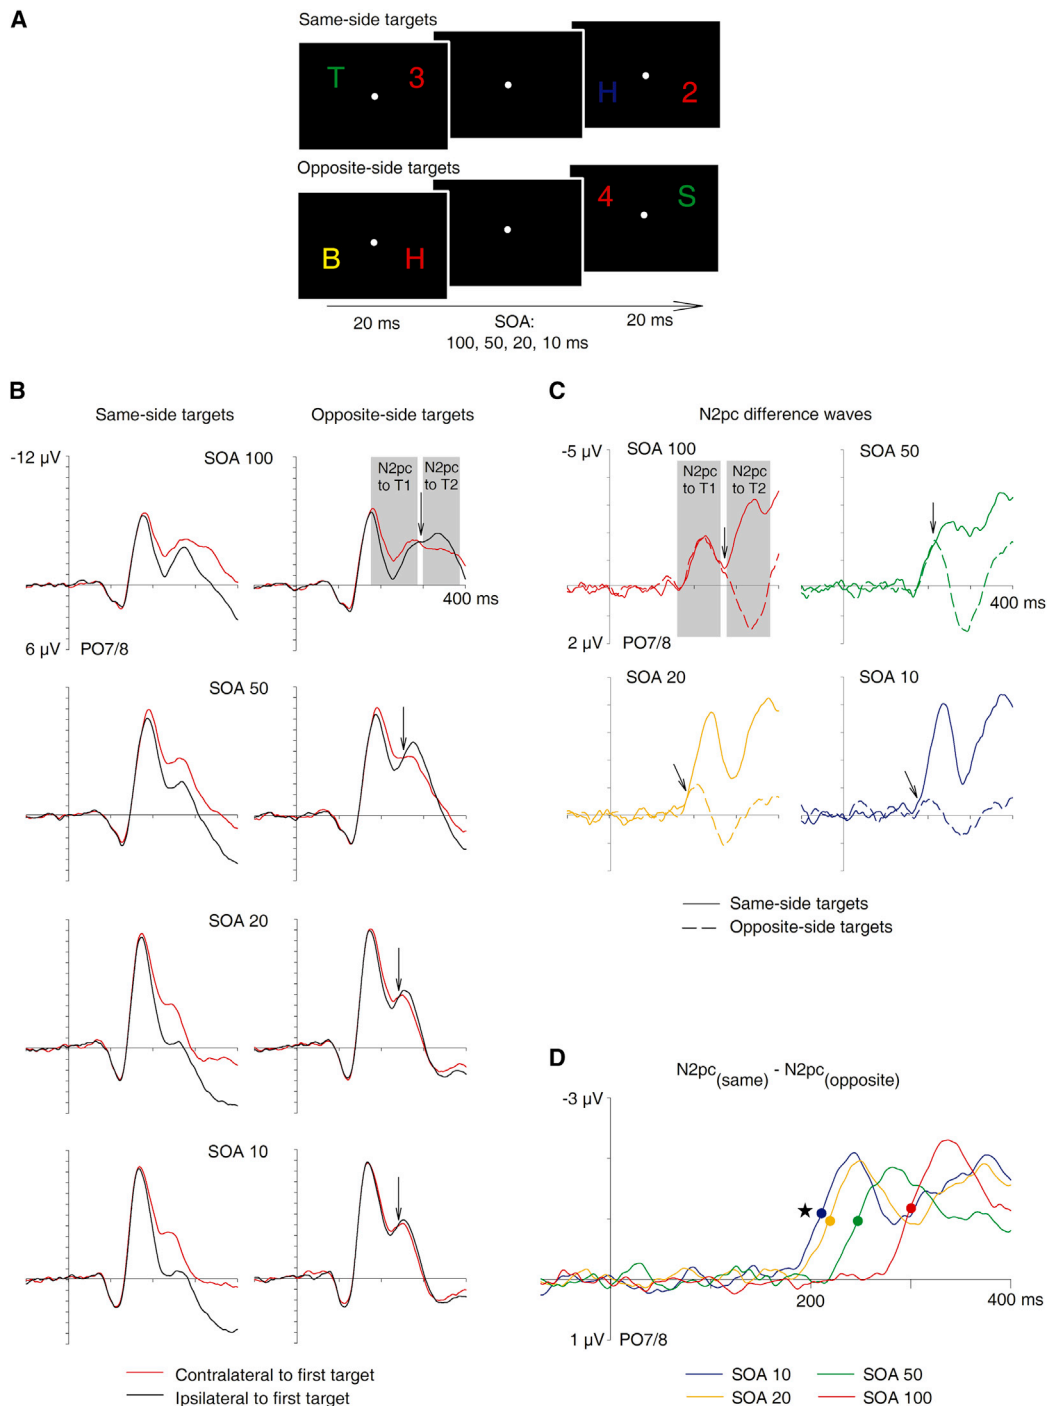 A
Same-side targets
T 3
H 2
Opposite-side targets
B H
4 S
20 ms
SOA:
100, 50, 20, 10 ms
20 ms
B
Same-side targets
Opposite-side targets
-12 µV
SOA 100
N2pc
to T1
N2pc
to T2
400 ms
6 µV
PO7/8
SOA 50
SOA 20
SOA 10
Contralateral to first target
Ipsilateral to first target
C
N2pc difference waves
-5 µV
SOA 100
N2pc
to T1
N2pc
to T2
2 µV
PO7/8
SOA 50
400 ms
SOA 20
SOA 10
Same-side targets
Opposite-side targets
D
N2pc(same) - N2pc(opposite)
-3 µV
200
400 ms
1 µV
PO7/8
SOA 10
SOA 50
SOA 20
SOA 100